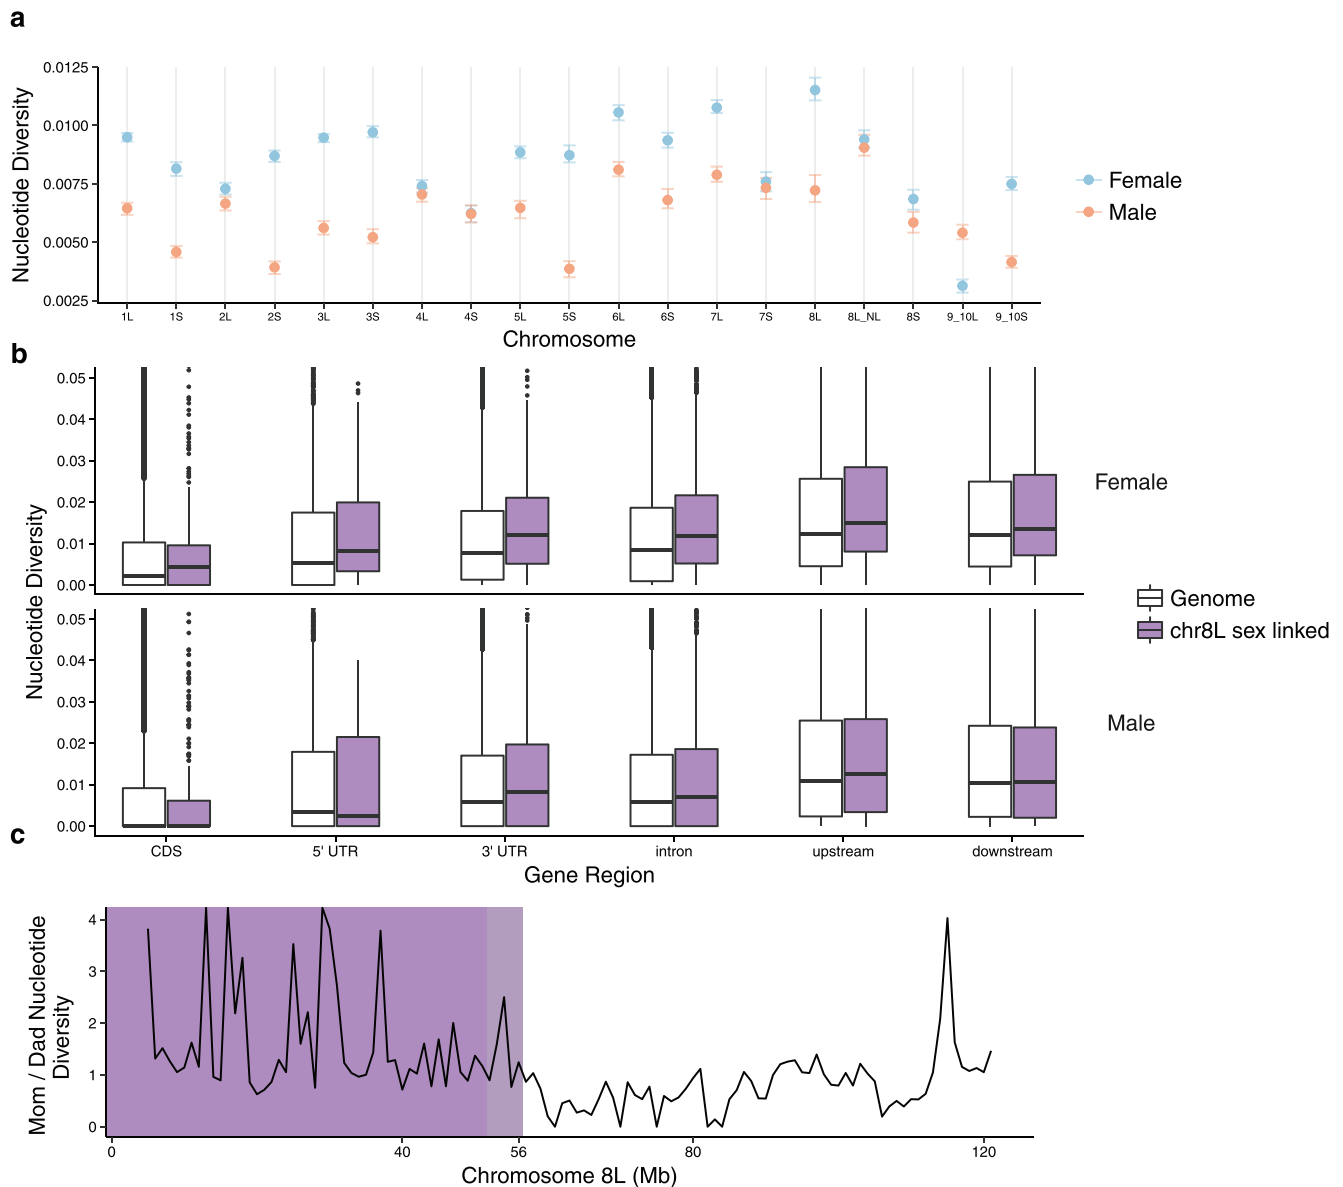 a
0.0125
0.0100
0.0075
0.0050
0.0025
Nucleotide Diversity
1L 1S 2L 2S 3L 3S 4L 4S 5L 5S 6L 6S 7L 7S 8L 8L_NL 8S 9_10L 9_10S
Chromosome
Female
Male
b
0.05
0.04
0.03
0.02
0.01
0.00
Female
0.05
0.04
0.03
0.02
0.01
0.00
Male
Nucleotide Diversity
Genome
chr8L sex linked
CDS 5' UTR 3' UTR intron upstream downstream
Gene Region
c
4
3
2
1
0
Mom / Dad Nucleotide
Diversity
0 40 56 80 120
Chromosome 8L (Mb)